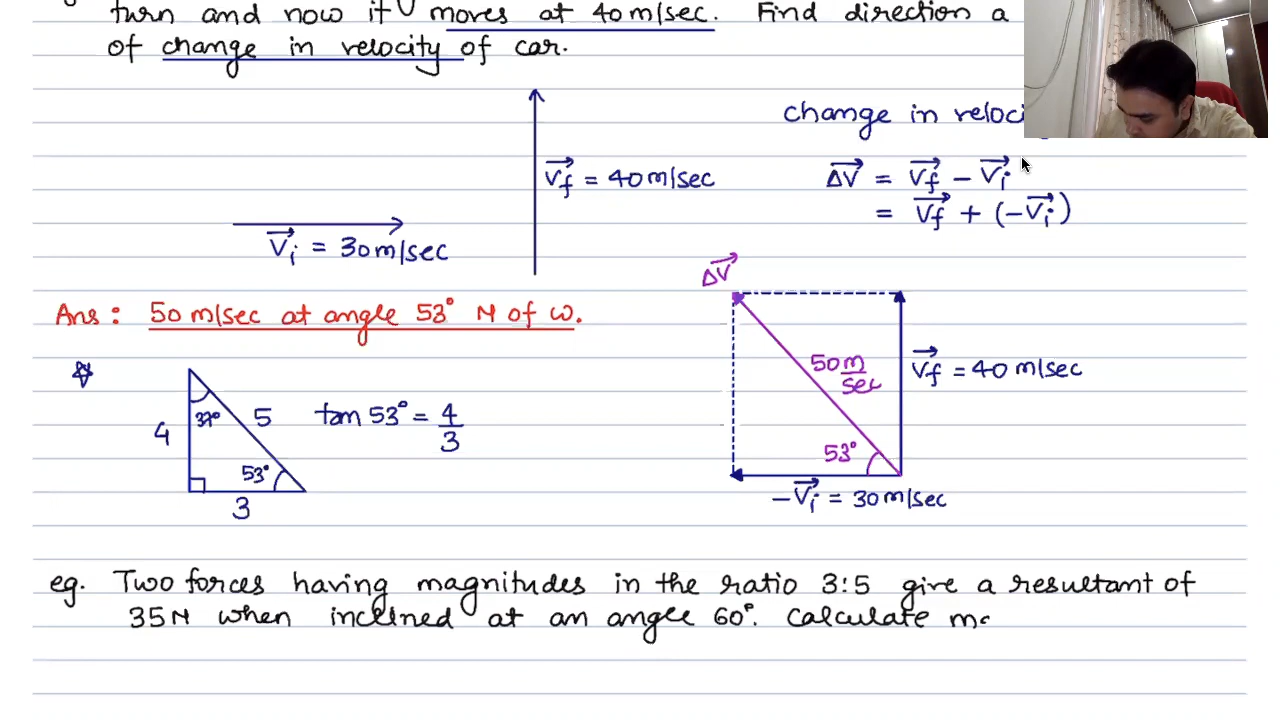 turn and now it moves at 40 m/sec. Find direction a
of change in velocity of car.
change in veloci
Vf = 40 m/sec
ΔV = Vf - Vi
= Vf + (-Vi)
Vi = 30 m/sec
ΔV
Ans: 50 m/sec at angle 53° N of W.
50 m/sec
Vf = 40 m/sec
37°
4
5
tan 53° = 4/3
53°
53°
3
-Vi = 30 m/sec
eg. Two forces having magnitudes in the ratio 3:5 give a resultant of
35N when inclined at an angle 60°. Calculate